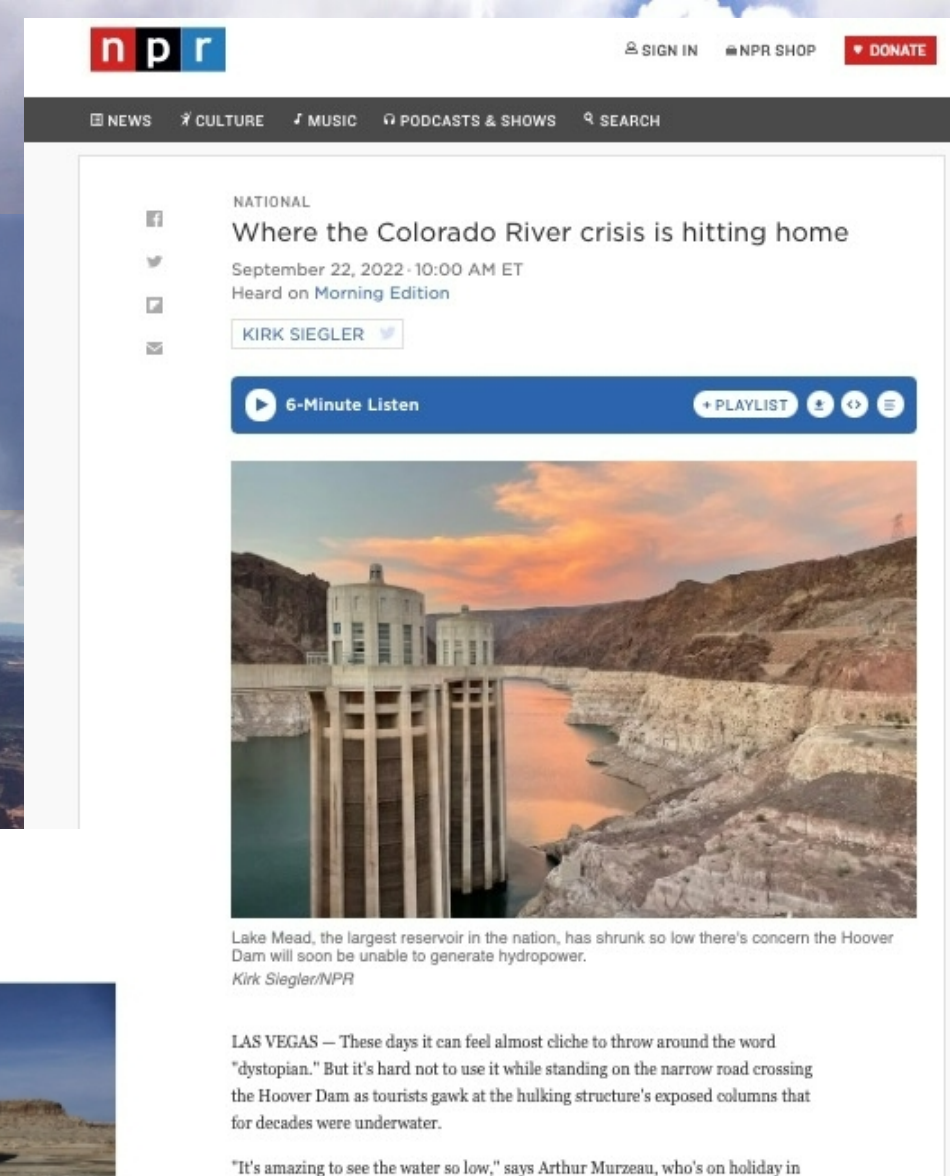 npr
SIGN IN NPR SHOP DONATE
NEWS CULTURE MUSIC PODCASTS & SHOWS SEARCH
NATIONAL
Where the Colorado River crisis is hitting home
September 22, 2022 · 10:00 AM ET
Heard on Morning Edition
KIRK SIEGLER
6-Minute Listen + PLAYLIST
Lake Mead, the largest reservoir in the nation, has shrunk so low there's concern the Hoover
Dam will soon be unable to generate hydropower.
Kirk Siegler/NPR
LAS VEGAS — These days it can feel almost cliche to throw around the word
"dystopian." But it's hard not to use it while standing on the narrow road crossing
the Hoover Dam as tourists gawk at the hulking structure's exposed columns that
for decades were underwater.
"It's amazing to see the water so low," says Arthur Murzeau, who's on holiday in